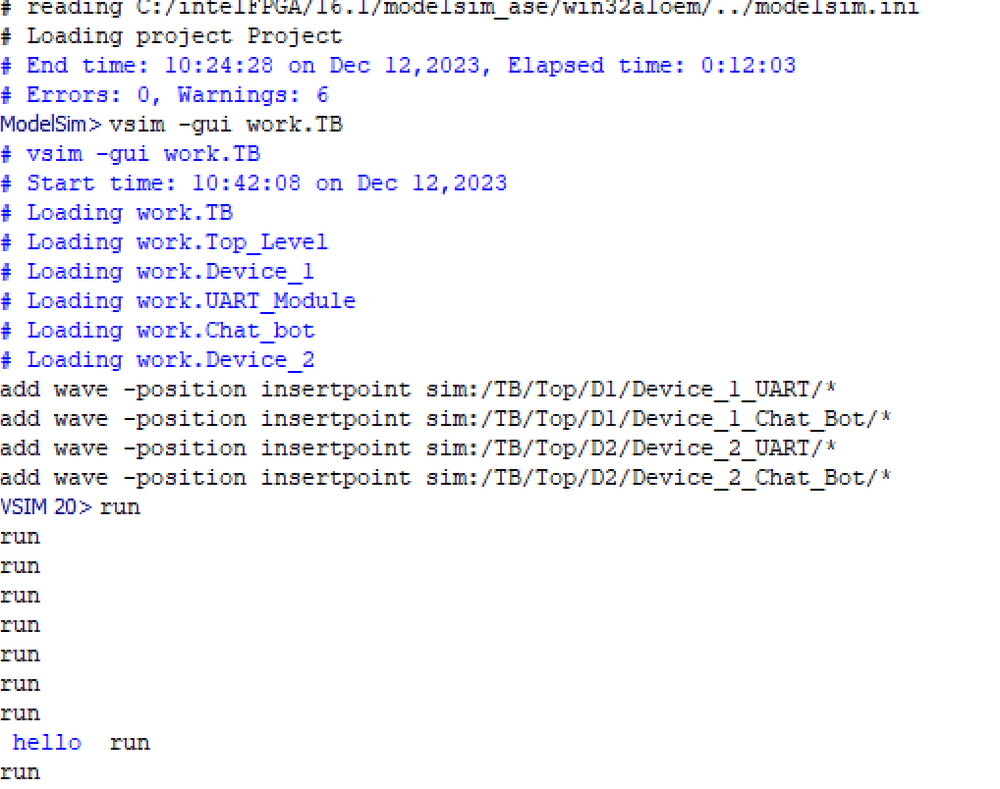 # reading C:/intelFPGA/16.1/modelsim_ase/win32aloem/../modelsim.ini
# Loading project Project
# End time: 10:24:28 on Dec 12,2023, Elapsed time: 0:12:03
# Errors: 0, Warnings: 6
ModelSim> vsim -gui work.TB
# vsim -gui work.TB
# Start time: 10:42:08 on Dec 12,2023
# Loading work.TB
# Loading work.Top_Level
# Loading work.Device_1
# Loading work.UART_Module
# Loading work.Chat_bot
# Loading work.Device_2
add wave -position insertpoint sim:/TB/Top/D1/Device_1_UART/*
add wave -position insertpoint sim:/TB/Top/D1/Device_1_Chat_Bot/*
add wave -position insertpoint sim:/TB/Top/D2/Device_2_UART/*
add wave -position insertpoint sim:/TB/Top/D2/Device_2_Chat_Bot/*
VSIM 20> run
run
run
run
run
run
run
run
hello run
run